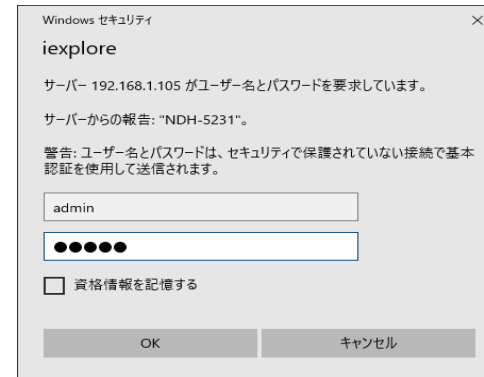 Windows セキュリティ
iexplore
サーバー 192.168.1.105 がユーザー名とパスワードを要求しています。
サーバーからの報告: "NDH-5231"。
警告: ユーザー名とパスワードは、セキュリティで保護されていない接続で基本
認証を使用して送信されます。
admin
●●●●●
資格情報を記憶する
OK
キャンセル